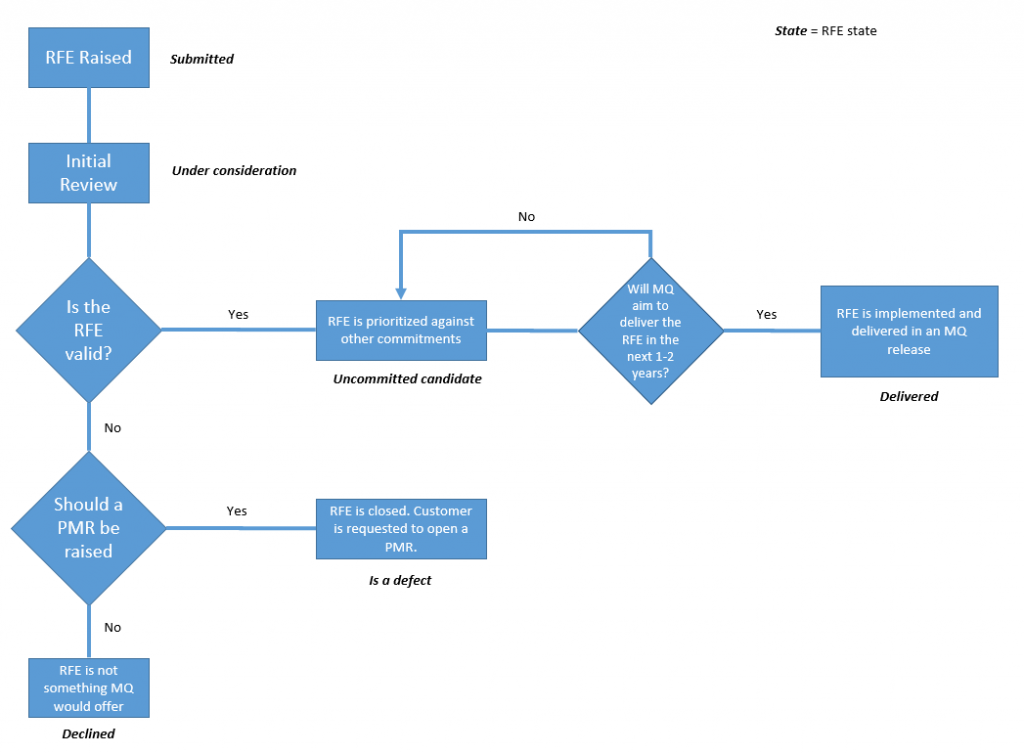 State = RFE state
RFE Raised
Submitted
Initial
Review
Under consideration
No
Is the
RFE
valid?
Yes
RFE is prioritized against
other commitments
Uncommitted candidate
Will MQ
aim to
deliver the
RFE in the
next 1-2
years?
Yes
RFE is implemented and
delivered in an MQ
release
Delivered
No
Should a
PMR be
raised
Yes
RFE is closed. Customer
is requested to open a
PMR.
Is a defect
No
RFE is not
something MQ
would offer
Declined